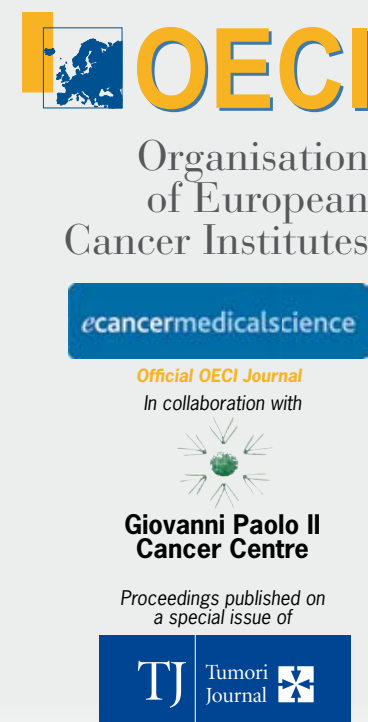 OECI
Organisation
of European
Cancer Institutes
ecancermedicalscience
Official OECI Journal
In collaboration with
Giovanni Paolo II
Cancer Centre
Proceedings published on
a special issue of
TJ
Tumori
Journal